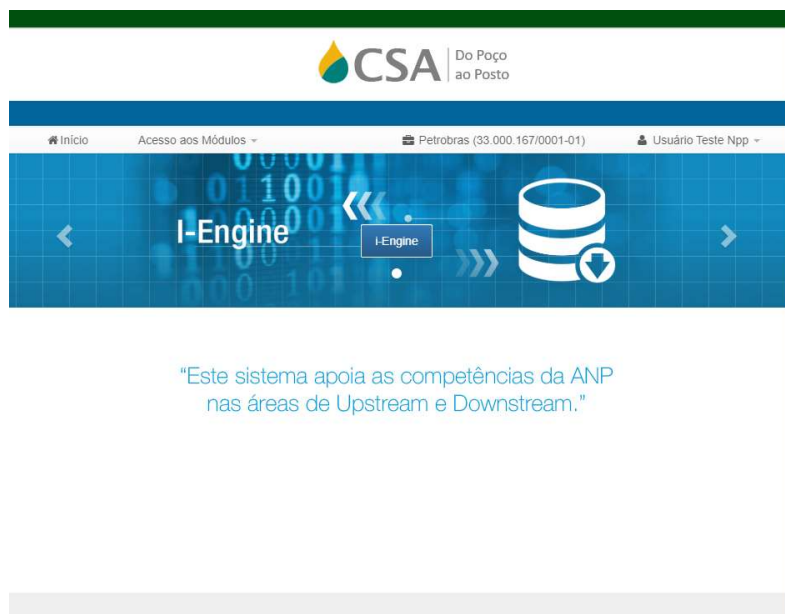 CSA
Do Poço
ao Posto
Início
Acesso aos Módulos
Petrobras (33.000.167/0001-01)
Usuário Teste Npp
I-Engine
i-Engine
“Este sistema apoia as competências da ANP
nas áreas de Upstream e Downstream.”